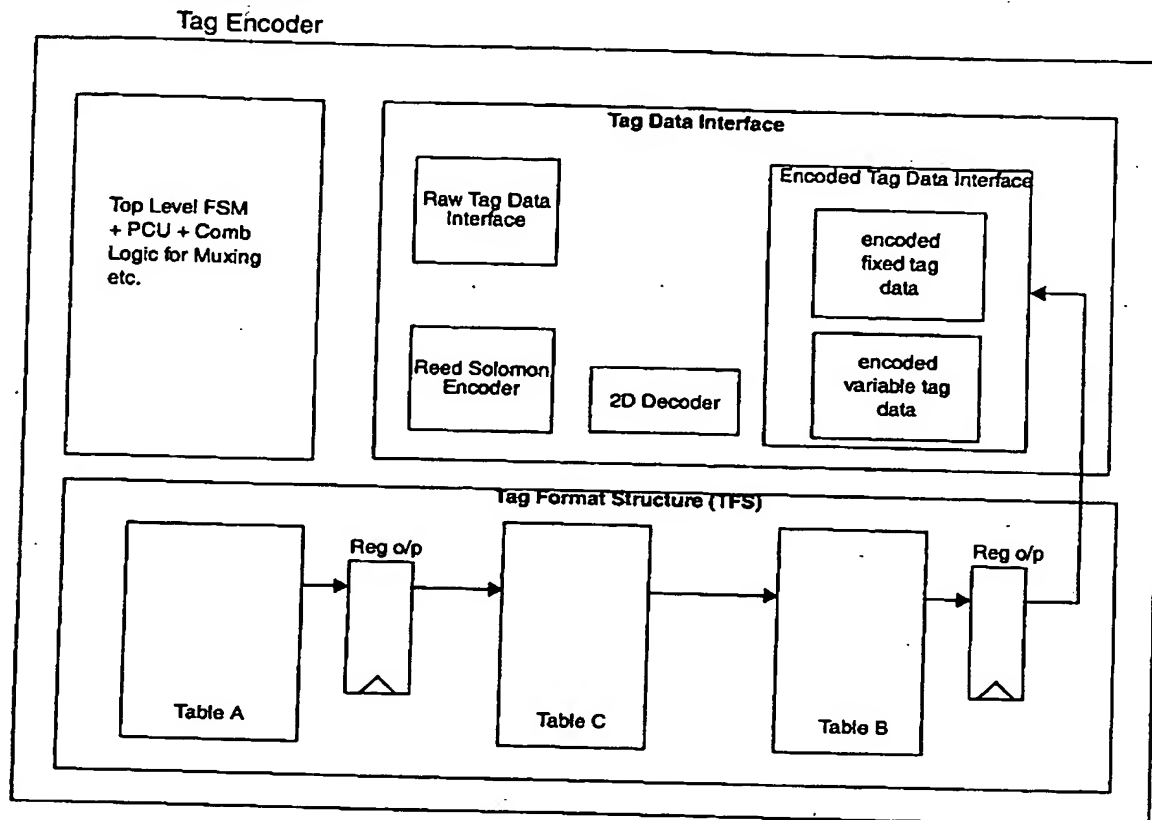 Tag Encoder
Top Level FSM
+ PCU + Comb
Logic for Muxing
etc.
Tag Data Interface
Raw Tag Data
Interface
Reed Solomon
Encoder
2D Decoder
Encoded Tag Data Interface
encoded
fixed tag
data
encoded
variable tag
data
Tag Format Structure (TFS)
Table A
Reg o/p
Table C
Table B
Reg o/p